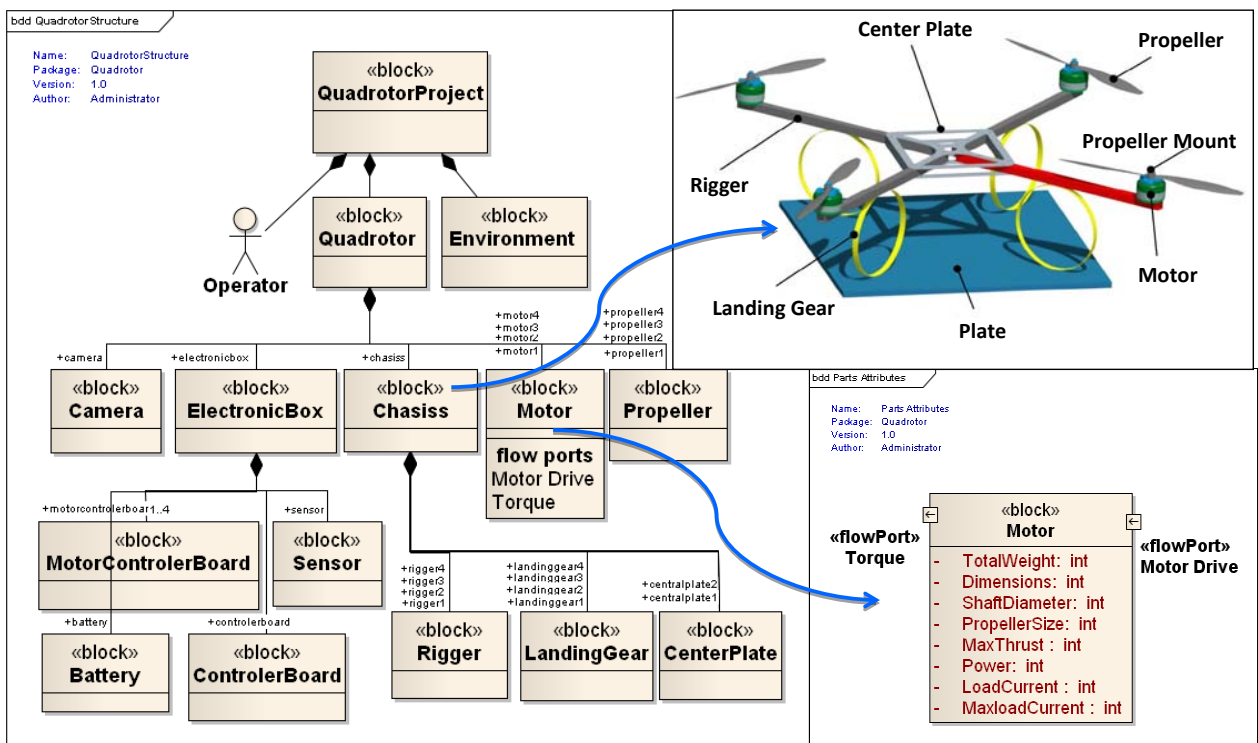 bdd QuadrotorStructure
Name: QuadrotorStructure
Package: Quadrotor
Version: 1.0
Author: Administrator
«block»
QuadrotorProject
Operator
«block»
Quadrotor
«block»
Environment
+camera
+electronicbox
+chasiss
+motor4
+motor3
+motor2
+motor1
+propeller4
+propeller3
+propeller2
+propeller1
«block»
Camera
«block»
ElectronicBox
«block»
Chasiss
«block»
Motor
flow ports
Motor Drive
Torque
«block»
Propeller
+motorcontrolerboar
1..4
+sensor
«block»
MotorControlerBoard
«block»
Sensor
+battery
+controlerboard
«block»
Battery
«block»
ControlerBoard
+rigger4
+rigger3
+rigger2
+rigger1
+landinggear4
+landinggear3
+landinggear2
+landinggear1
+centralplate2
+centralplate1
«block»
Rigger
«block»
LandingGear
«block»
CenterPlate
Center Plate
Propeller
Propeller Mount
Rigger
Motor
Landing Gear
Plate
bdd Parts Attributes
Name: Parts Attributes
Package: Quadrotor
Version: 1.0
Author: Administrator
«flowPort»
Torque
«block»
Motor
- TotalWeight: int
- Dimensions: int
- ShaftDiameter: int
- PropellerSize: int
- MaxThrust : int
- Power: int
- LoadCurrent : int
- MaxloadCurrent : int
«flowPort»
Motor Drive